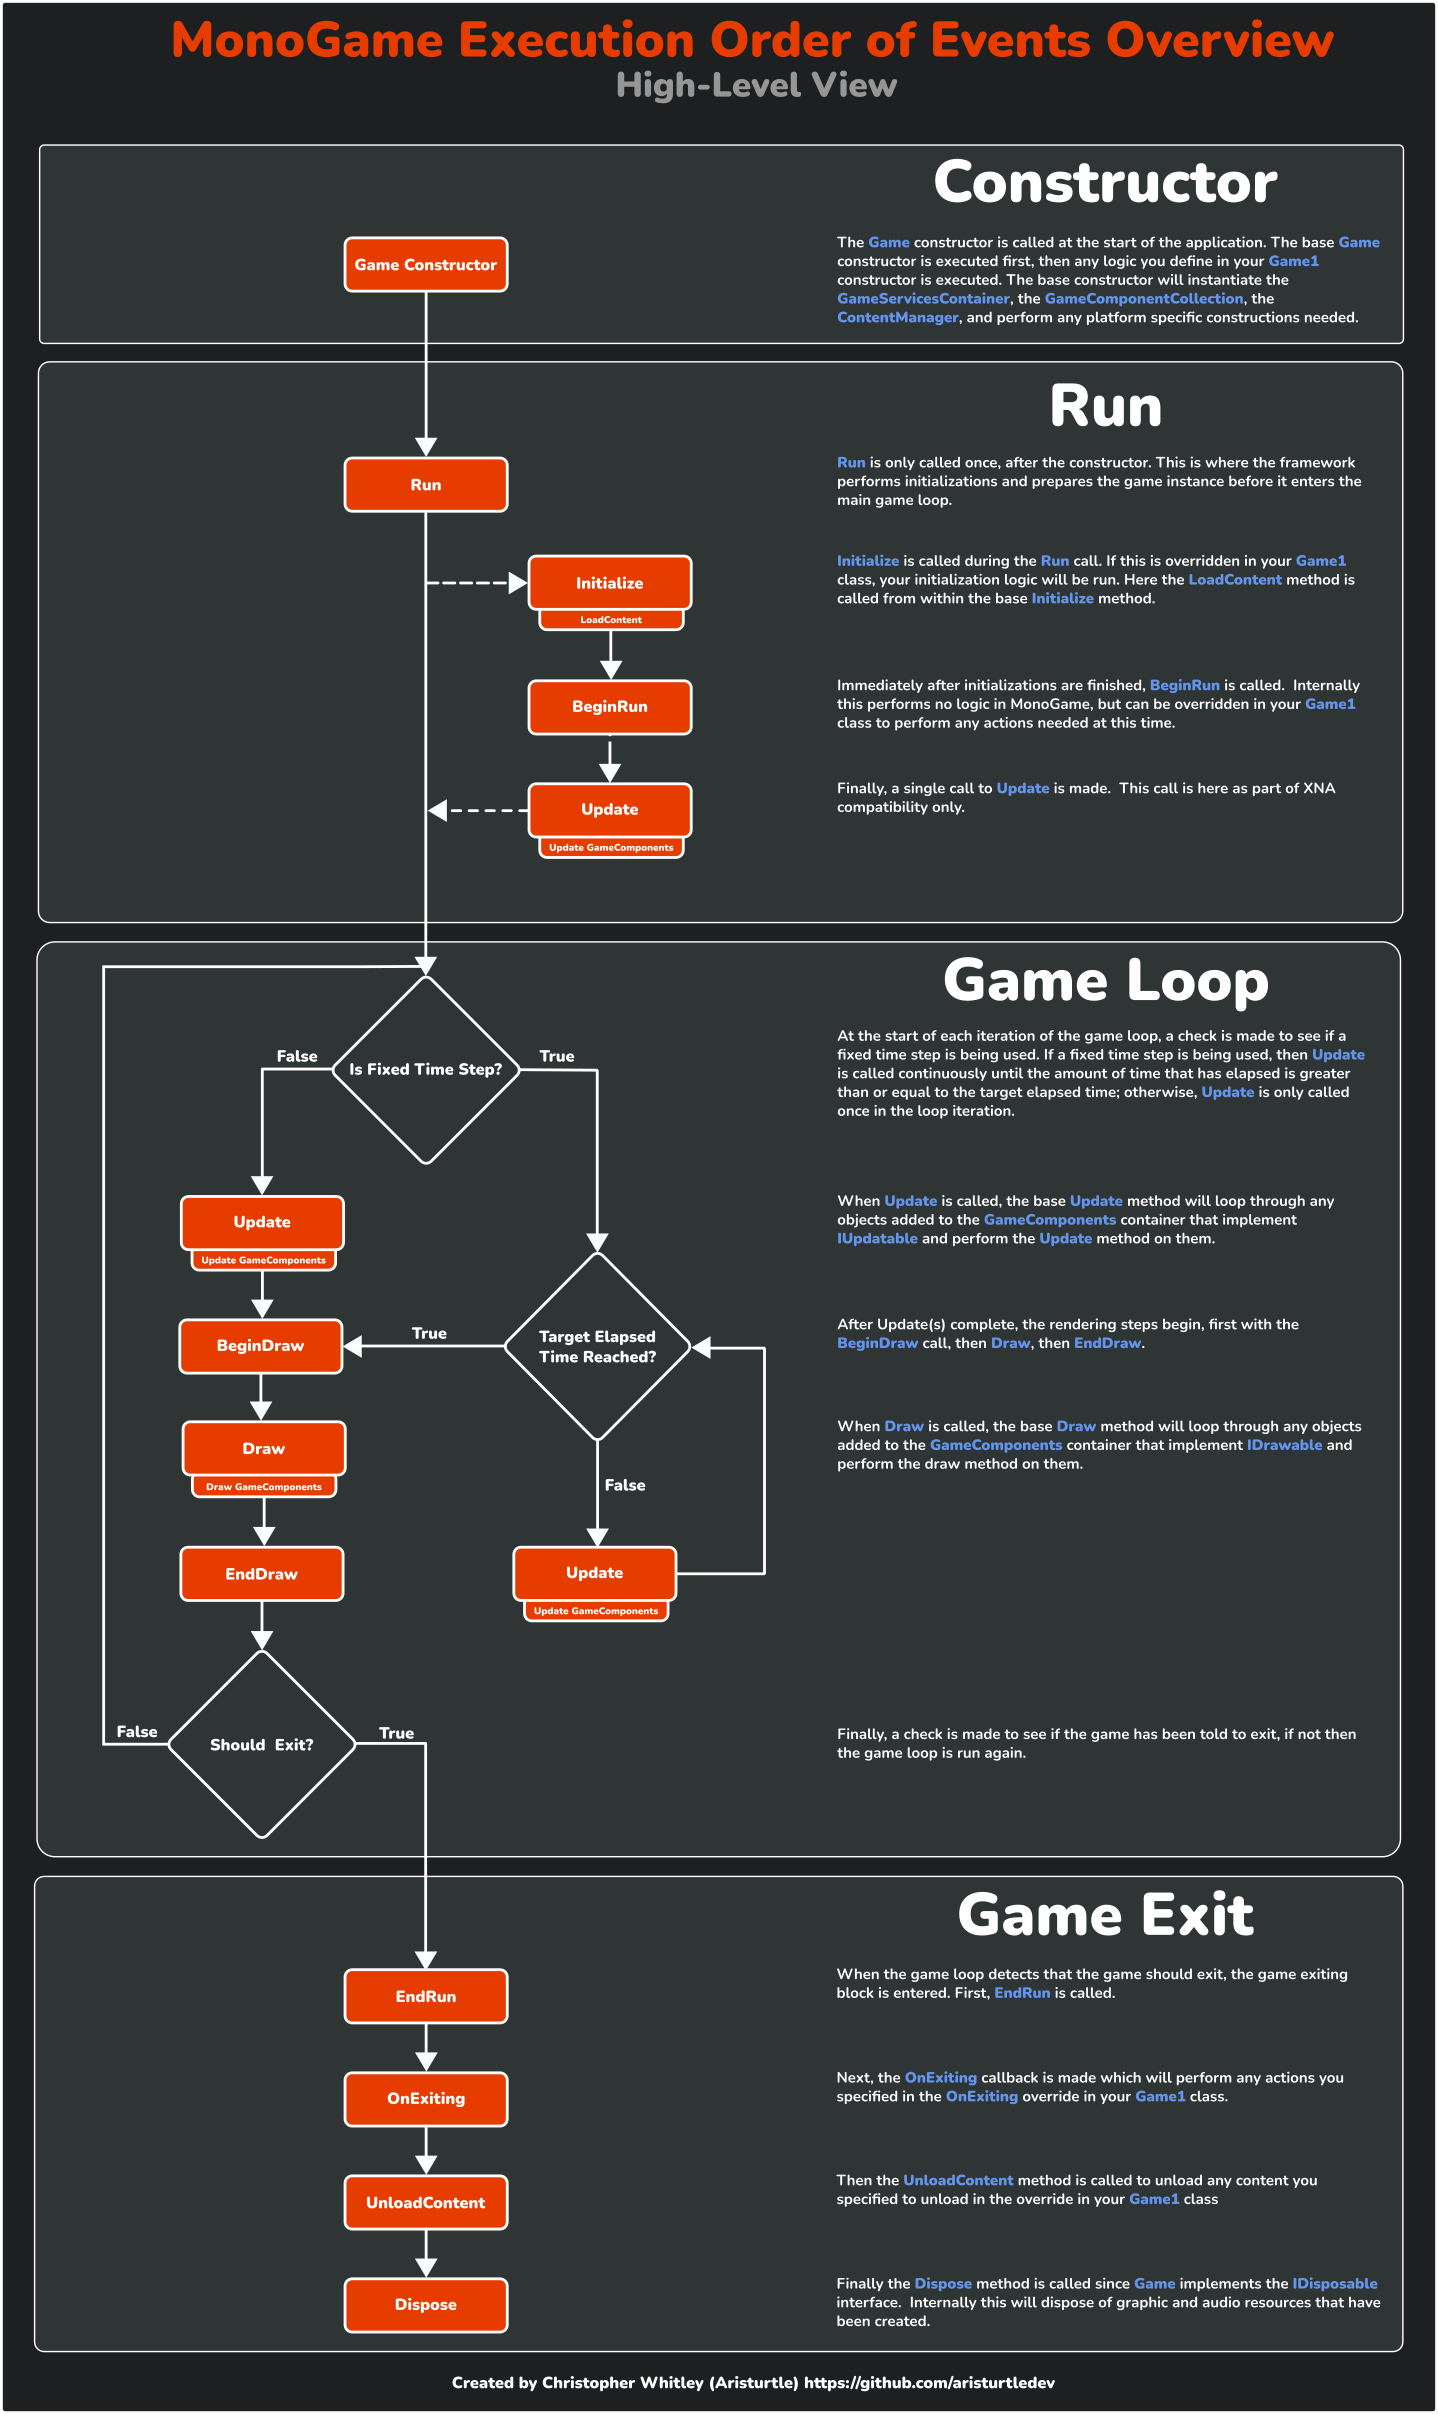 MonoGame Execution Order of Events Overview
High-Level View
Constructor
Game Constructor
The Game constructor is called at the start of the application. The base Game
constructor is executed first, then any logic you define in your Game1
constructor is executed. The base constructor will instantiate the
GameServicesContainer, the GameComponentCollection, the
ContentManager, and perform any platform specific constructions needed.
Run
Run
Run is only called once, after the constructor. This is where the framework
performs initializations and prepares the game instance before it enters the
main game loop.
Initialize
LoadContent
Initialize is called during the Run call. If this is overridden in your Game1
class, your initialization logic will be run. Here the LoadContent method is
called from within the base Initialize method.
BeginRun
Immediately after initializations are finished, BeginRun is called.  Internally
this performs no logic in MonoGame, but can be overridden in your Game1
class to perform any actions needed at this time.
Update
Update GameComponents
Finally, a single call to Update is made.  This call is here as part of XNA
compatibility only.
Game Loop
False
Is Fixed Time Step?
True
At the start of each iteration of the game loop, a check is made to see if a
fixed time step is being used. If a fixed time step is being used, then Update
is called continuously until the amount of time that has elapsed is greater
than or equal to the target elapsed time; otherwise, Update is only called
once in the loop iteration.
Update
Update GameComponents
When Update is called, the base Update method will loop through any
objects added to the GameComponents container that implement
IUpdatable and perform the Update method on them.
BeginDraw
True
Target Elapsed
Time Reached?
After Update(s) complete, the rendering steps begin, first with the
BeginDraw call, then Draw, then EndDraw.
Draw
Draw GameComponents
When Draw is called, the base Draw method will loop through any objects
added to the GameComponents container that implement IDrawable and
perform the draw method on them.
False
EndDraw
Update
Update GameComponents
False
Should  Exit?
True
Finally, a check is made to see if the game has been told to exit, if not then
the game loop is run again.
Game Exit
EndRun
When the game loop detects that the game should exit, the game exiting
block is entered. First, EndRun is called.
OnExiting
Next, the OnExiting callback is made which will perform any actions you
specified in the OnExiting override in your Game1 class.
UnloadContent
Then the UnloadContent method is called to unload any content you
specified to unload in the override in your Game1 class
Dispose
Finally the Dispose method is called since Game implements the IDisposable
interface.  Internally this will dispose of graphic and audio resources that have
been created.
Created by Christopher Whitley (Aristurtle) https://github.com/aristurtledev